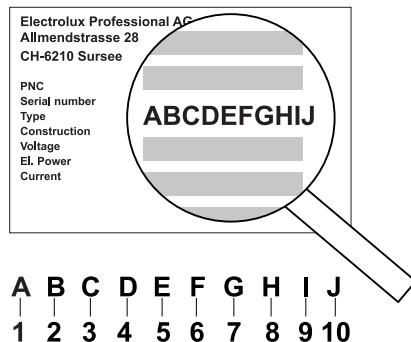 Electrolux Professional AG
Allmendstrasse 28
CH-6210 Sursee
PNC
Serial number
Type
Construction
Voltage
El. Power
Current
ABCDEFGHIJ
A B C D E F G H I J
1 2 3 4 5 6 7 8 9 10